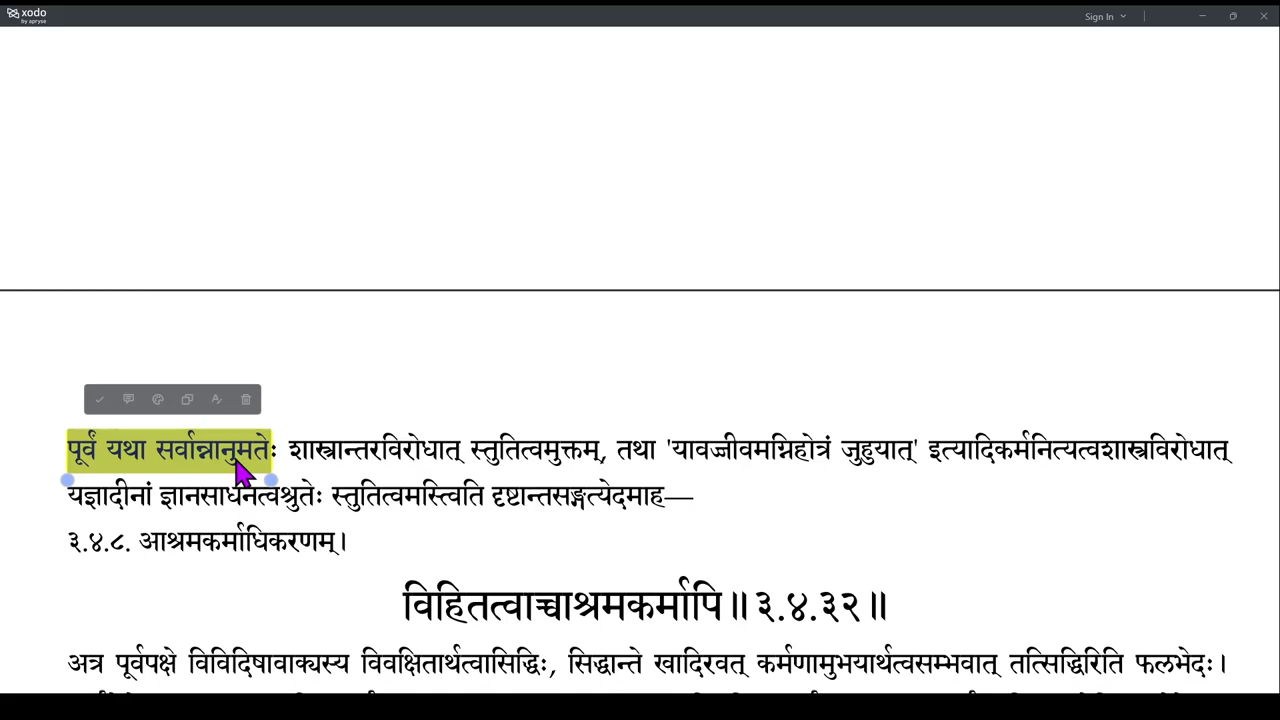 xodo
by apryse
Sign In
पूर्वं यथा सर्वान्नानुमतेः शास्त्रान्तरविरोधात् स्तुतित्वमुक्तम्, तथा 'यावज्जीवमग्निहोत्रं जुहुयात्' इत्यादिकर्मनित्यत्वशास्त्रविरोधात्
यज्ञादीनां ज्ञानसाधनत्वश्रुतेः स्तुतित्वमस्त्विति दृष्टान्तसङ्गत्येदमाह—
३.४.८. आश्रमकर्माधिकरणम्।
विहितत्वाच्चाश्रमकर्मापि॥३.४.३२॥
अत्र पूर्वपक्षे विविदिषावाक्यस्य विवक्षितार्थत्वासिद्धिः, सिद्धान्ते खादिरवत् कर्मणामुभयार्थत्वसम्भवात् तत्सिद्धिरिति फलभेदः।